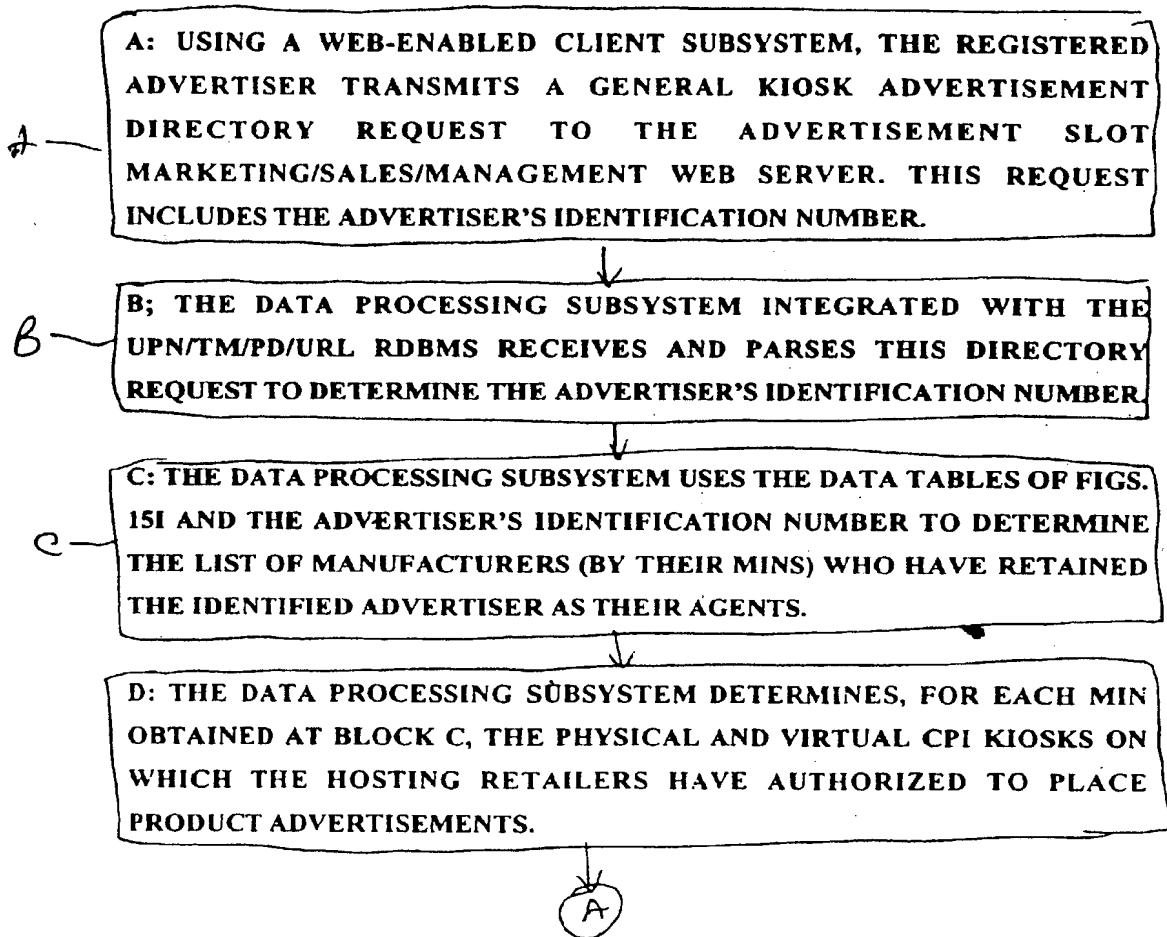 A: USING A WEB-ENABLED CLIENT SUBSYSTEM, THE REGISTERED
ADVERTISER TRANSMITS A GENERAL KIOSK ADVERTISEMENT
DIRECTORY REQUEST TO THE ADVERTISEMENT SLOT
MARKETING/SALES/MANAGEMENT WEB SERVER. THIS REQUEST
INCLUDES THE ADVERTISER'S IDENTIFICATION NUMBER.
A
B; THE DATA PROCESSING SUBSYSTEM INTEGRATED WITH THE
UPN/TM/PD/URL RDBMS RECEIVES AND PARSES THIS DIRECTORY
REQUEST TO DETERMINE THE ADVERTISER'S IDENTIFICATION NUMBER.
B
C: THE DATA PROCESSING SUBSYSTEM USES THE DATA TABLES OF FIGS.
15I AND THE ADVERTISER'S IDENTIFICATION NUMBER TO DETERMINE
THE LIST OF MANUFACTURERS (BY THEIR MINS) WHO HAVE RETAINED
THE IDENTIFIED ADVERTISER AS THEIR AGENTS.
C
D: THE DATA PROCESSING SUBSYSTEM DETERMINES, FOR EACH MIN
OBTAINED AT BLOCK C, THE PHYSICAL AND VIRTUAL CPI KIOSKS ON
WHICH THE HOSTING RETAILERS HAVE AUTHORIZED TO PLACE
PRODUCT ADVERTISEMENTS.
A